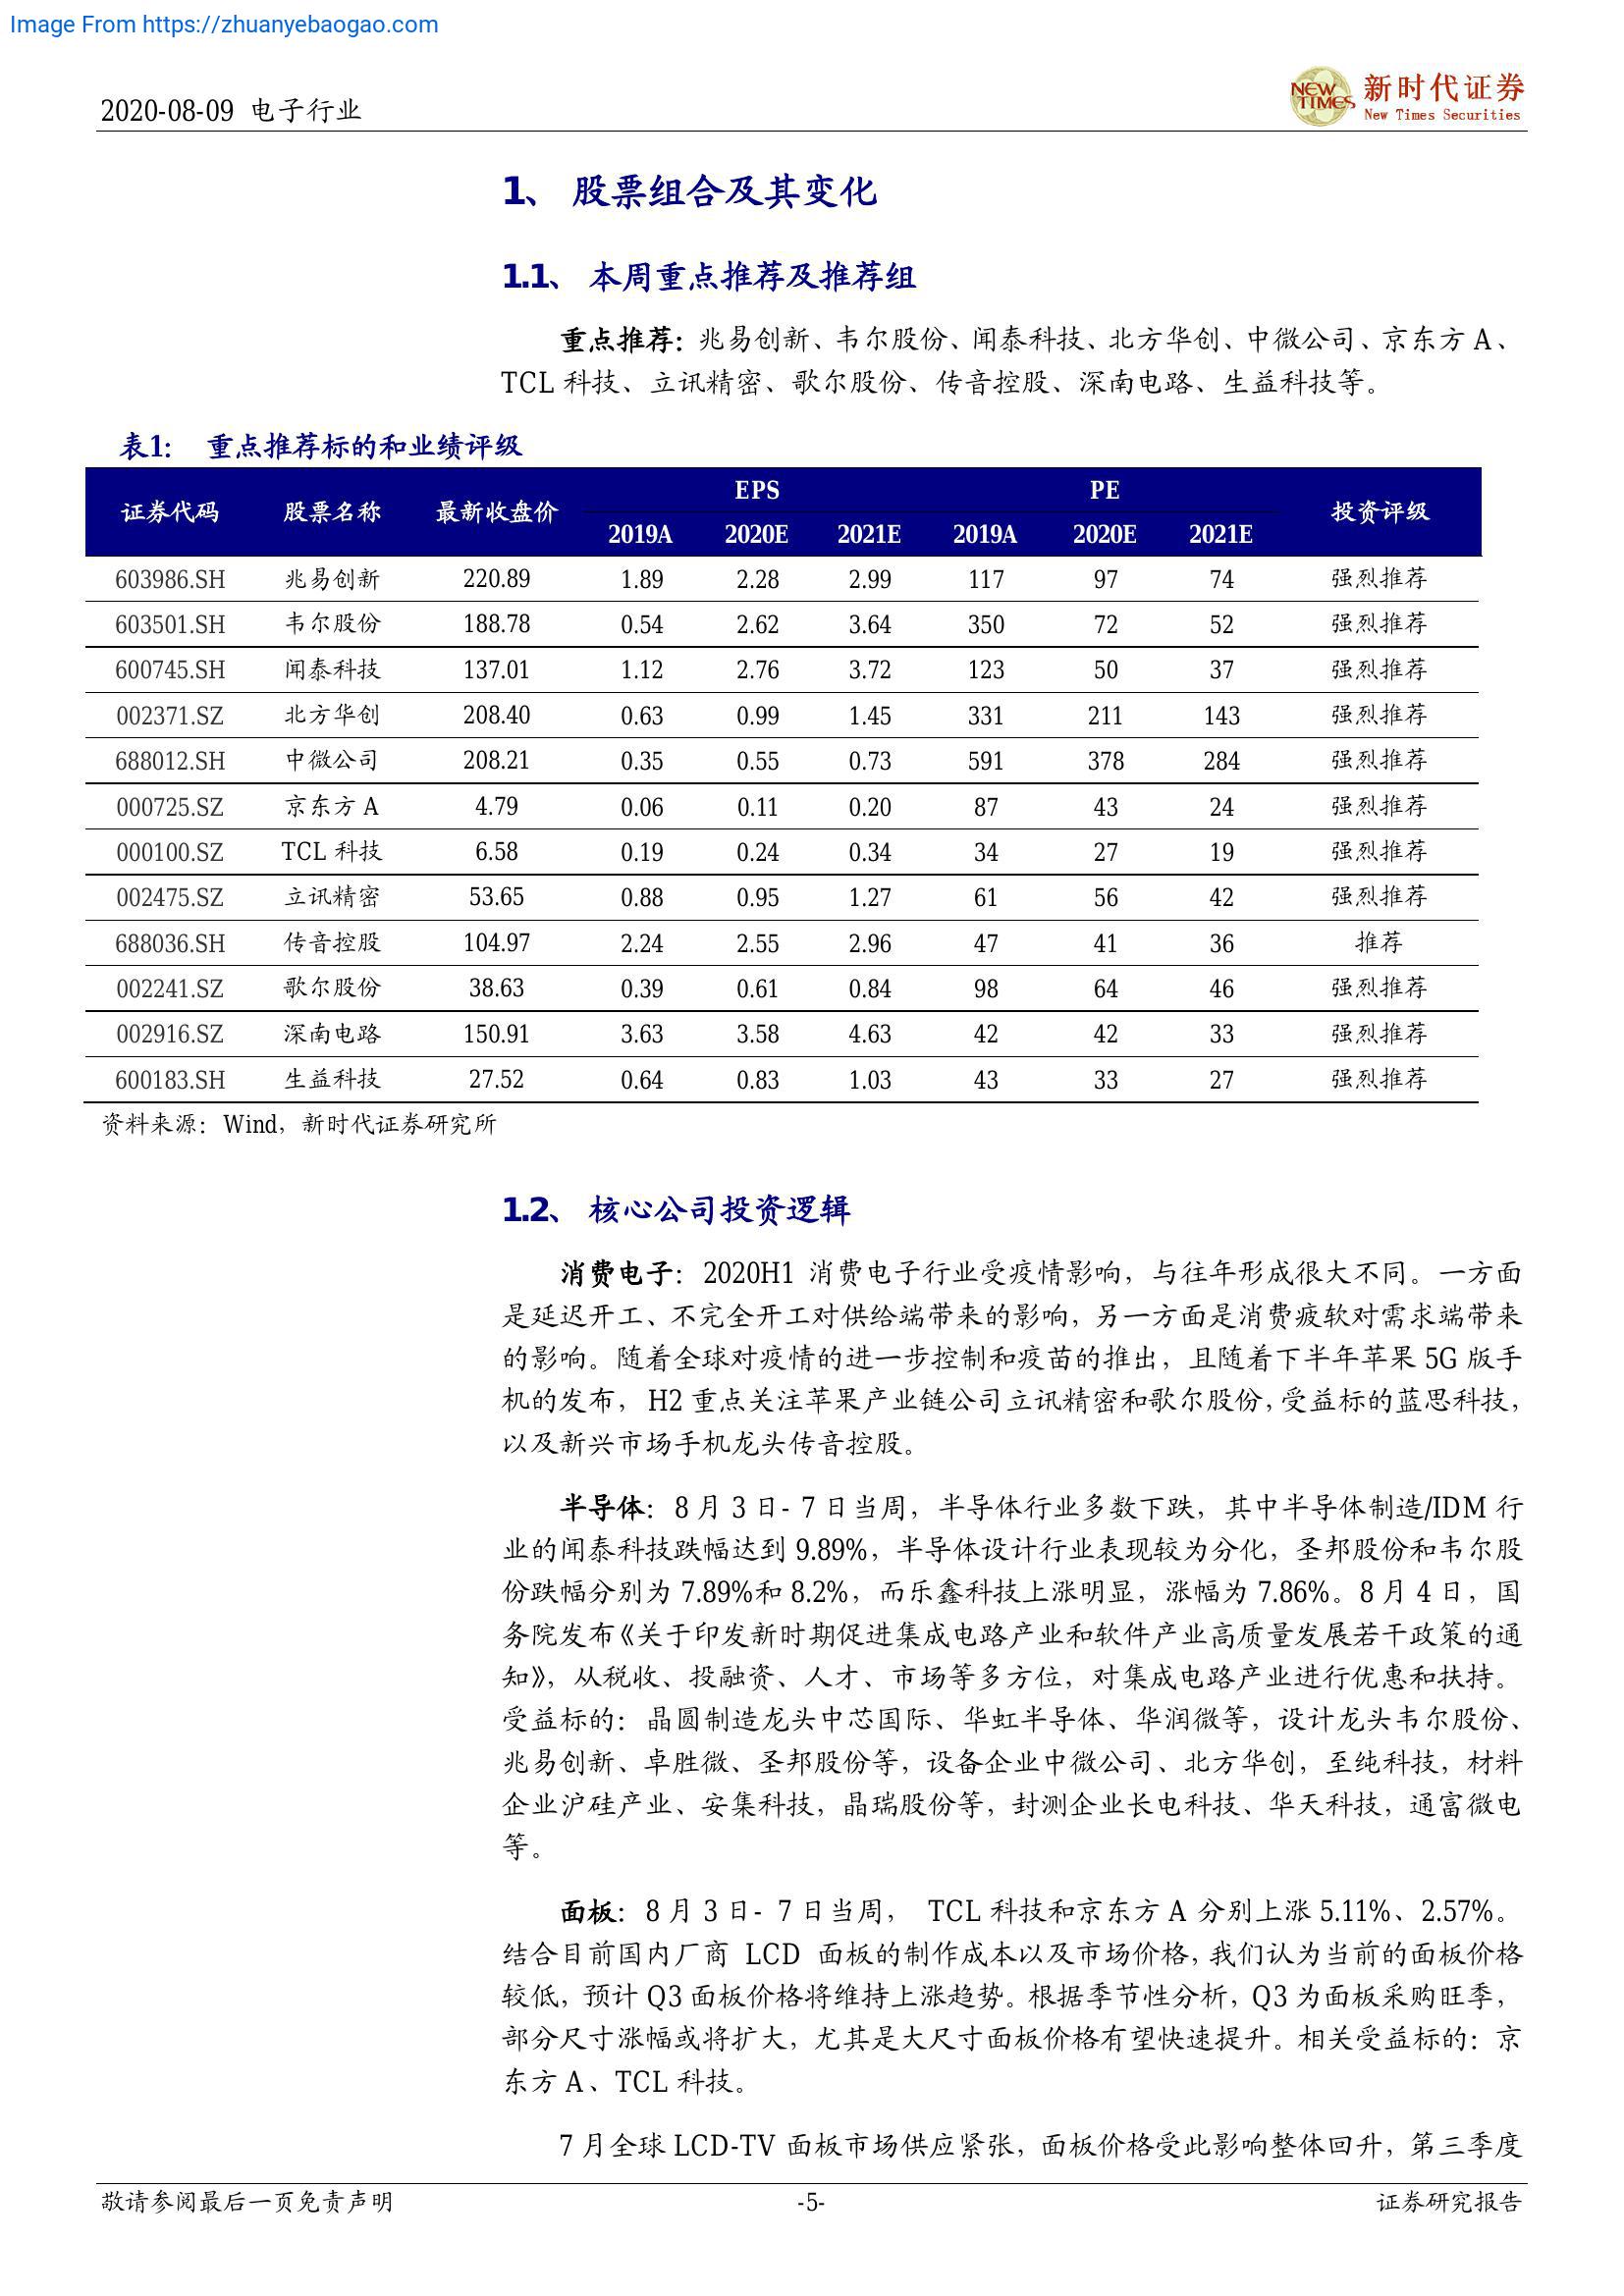 Image From https://zhuanyebaogao.com
2020-08-09 电子行业
NEW TIMES 新时代证券
New Times Securities
1、 股票组合及其变化
1.1、 本周重点推荐及推荐组
重点推荐：兆易创新、韦尔股份、闻泰科技、北方华创、中微公司、京东方 A、
TCL 科技、立讯精密、歌尔股份、传音控股、深南电路、生益科技等。
表1： 重点推荐标的和业绩评级
证券代码 股票名称 最新收盘价 EPS PE 投资评级
2019A 2020E 2021E 2019A 2020E 2021E
603986.SH 兆易创新 220.89 1.89 2.28 2.99 117 97 74 强烈推荐
603501.SH 韦尔股份 188.78 0.54 2.62 3.64 350 72 52 强烈推荐
600745.SH 闻泰科技 137.01 1.12 2.76 3.72 123 50 37 强烈推荐
002371.SZ 北方华创 208.40 0.63 0.99 1.45 331 211 143 强烈推荐
688012.SH 中微公司 208.21 0.35 0.55 0.73 591 378 284 强烈推荐
000725.SZ 京东方 A 4.79 0.06 0.11 0.20 87 43 24 强烈推荐
000100.SZ TCL 科技 6.58 0.19 0.24 0.34 34 27 19 强烈推荐
002475.SZ 立讯精密 53.65 0.88 0.95 1.27 61 56 42 强烈推荐
688036.SH 传音控股 104.97 2.24 2.55 2.96 47 41 36 推荐
002241.SZ 歌尔股份 38.63 0.39 0.61 0.84 98 64 46 强烈推荐
002916.SZ 深南电路 150.91 3.63 3.58 4.63 42 42 33 强烈推荐
600183.SH 生益科技 27.52 0.64 0.83 1.03 43 33 27 强烈推荐
资料来源：Wind，新时代证券研究所
1.2、 核心公司投资逻辑
消费电子：2020H1 消费电子行业受疫情影响，与往年形成很大不同。一方面
是延迟开工、不完全开工对供给端带来的影响，另一方面是消费疲软对需求端带来
的影响。随着全球对疫情的进一步控制和疫苗的推出，且随着下半年苹果 5G 版手
机的发布， H2 重点关注苹果产业链公司立讯精密和歌尔股份，受益标的蓝思科技，
以及新兴市场手机龙头传音控股。
半导体：8 月 3 日- 7 日当周，半导体行业多数下跌，其中半导体制造/IDM 行
业的闻泰科技跌幅达到 9.89%，半导体设计行业表现较为分化，圣邦股份和韦尔股
份跌幅分别为 7.89%和 8.2%，而乐鑫科技上涨明显，涨幅为 7.86%。8 月 4 日，国
务院发布《关于印发新时期促进集成电路产业和软件产业高质量发展若干政策的通
知》，从税收、投融资、人才、市场等多方位，对集成电路产业进行优惠和扶持。
受益标的：晶圆制造龙头中芯国际、华虹半导体、华润微等，设计龙头韦尔股份、
兆易创新、卓胜微、圣邦股份等，设备企业中微公司、北方华创，至纯科技，材料
企业沪硅产业、安集科技，晶瑞股份等，封测企业长电科技、华天科技，通富微电
等。
面板：8 月 3 日- 7 日当周， TCL 科技和京东方 A 分别上涨 5.11%、2.57%。
结合目前国内厂商 LCD 面板的制作成本以及市场价格，我们认为当前的面板价格
较低，预计 Q3 面板价格将维持上涨趋势。根据季节性分析，Q3 为面板采购旺季，
部分尺寸涨幅或将扩大，尤其是大尺寸面板价格有望快速提升。相关受益标的：京
东方 A、TCL 科技。
7 月全球 LCD-TV 面板市场供应紧张，面板价格受此影响整体回升，第三季度
敬请参阅最后一页免责声明 -5- 证券研究报告